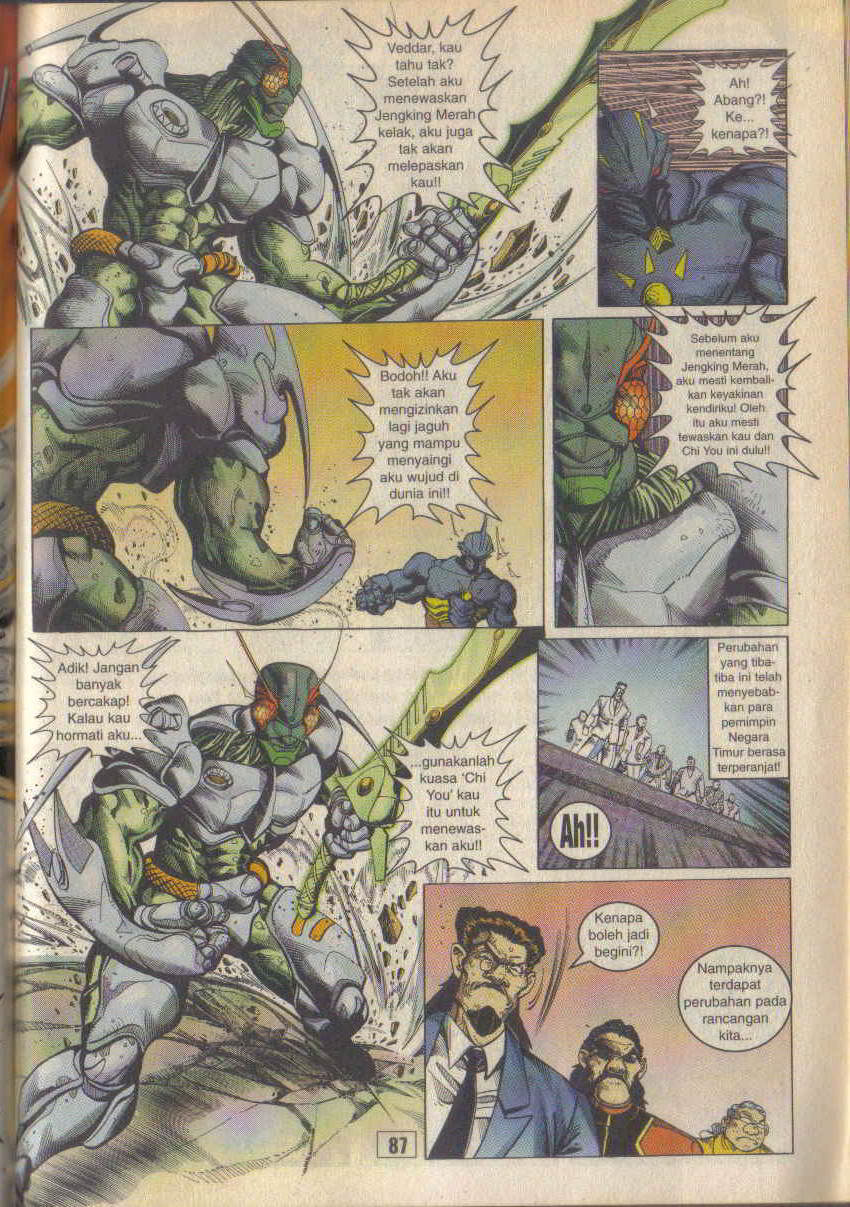 Veddar, kau
tahu tak?
Setelah aku
menewaskan
Jengking Merah
kelak, aku juga
tak akan
melepaskan
kau!!
Ah!
Abang?!
Ke...
kenapa?!
Bodoh!! Aku
tak akan
mengizinkan
lagi jaguh
yang mampu
menyaingi
aku wujud di
dunia ini!!
Sebelum aku
menentang
Jengking Merah,
aku mesti kembali-
kan keyakinan
kendiriku! Oleh
itu aku mesti
tewaskan kau dan
Chi You ini dulu!!
Adik! Jangan
banyak
bercakap!
Kalau kau
hormati aku...
...gunakanlah
kuasa 'Chi
You' kau
itu untuk
menewas-
kan aku!!
Perubahan
yang tiba-
tiba ini telah
menyebab-
kan para
pemimpin
Negara
Timur berasa
terperanjat!
Ah!!
Kenapa
boleh jadi
begini?!
Nampaknya
terdapat
perubahan pada
rancangan
kita...
87